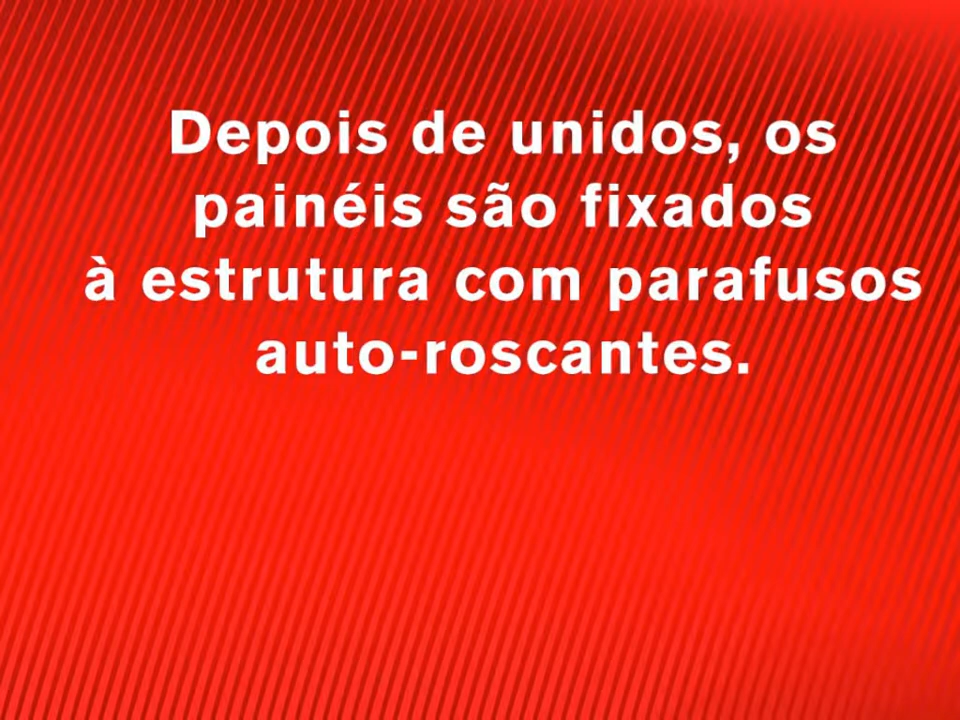 Depois de unidos, os
painéis são fixados
à estrutura com parafusos
auto-roscantes.